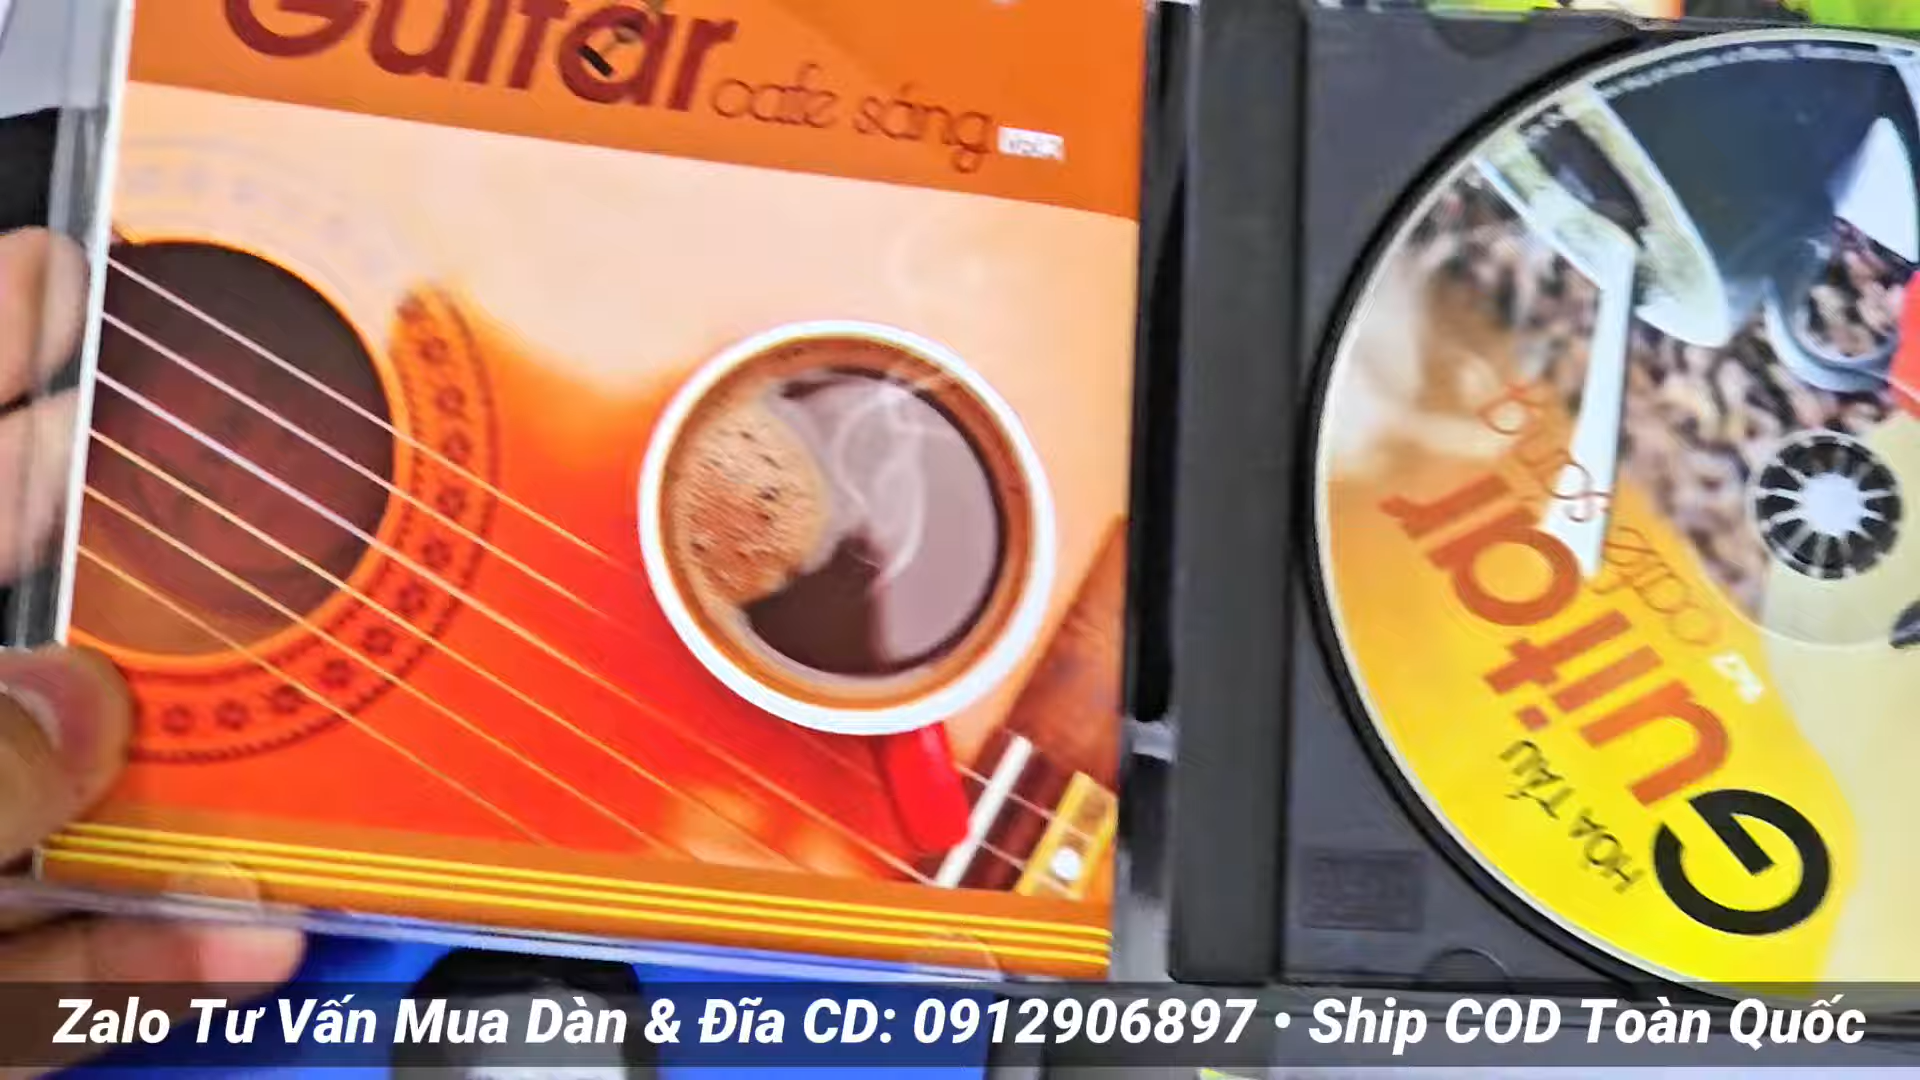 Guitar
cafe sáng
HÒA TẤU
Guitar
cafe sáng
Zalo Tư Vấn Mua Dàn & Đĩa CD: 0912906897 • Ship COD Toàn Quốc